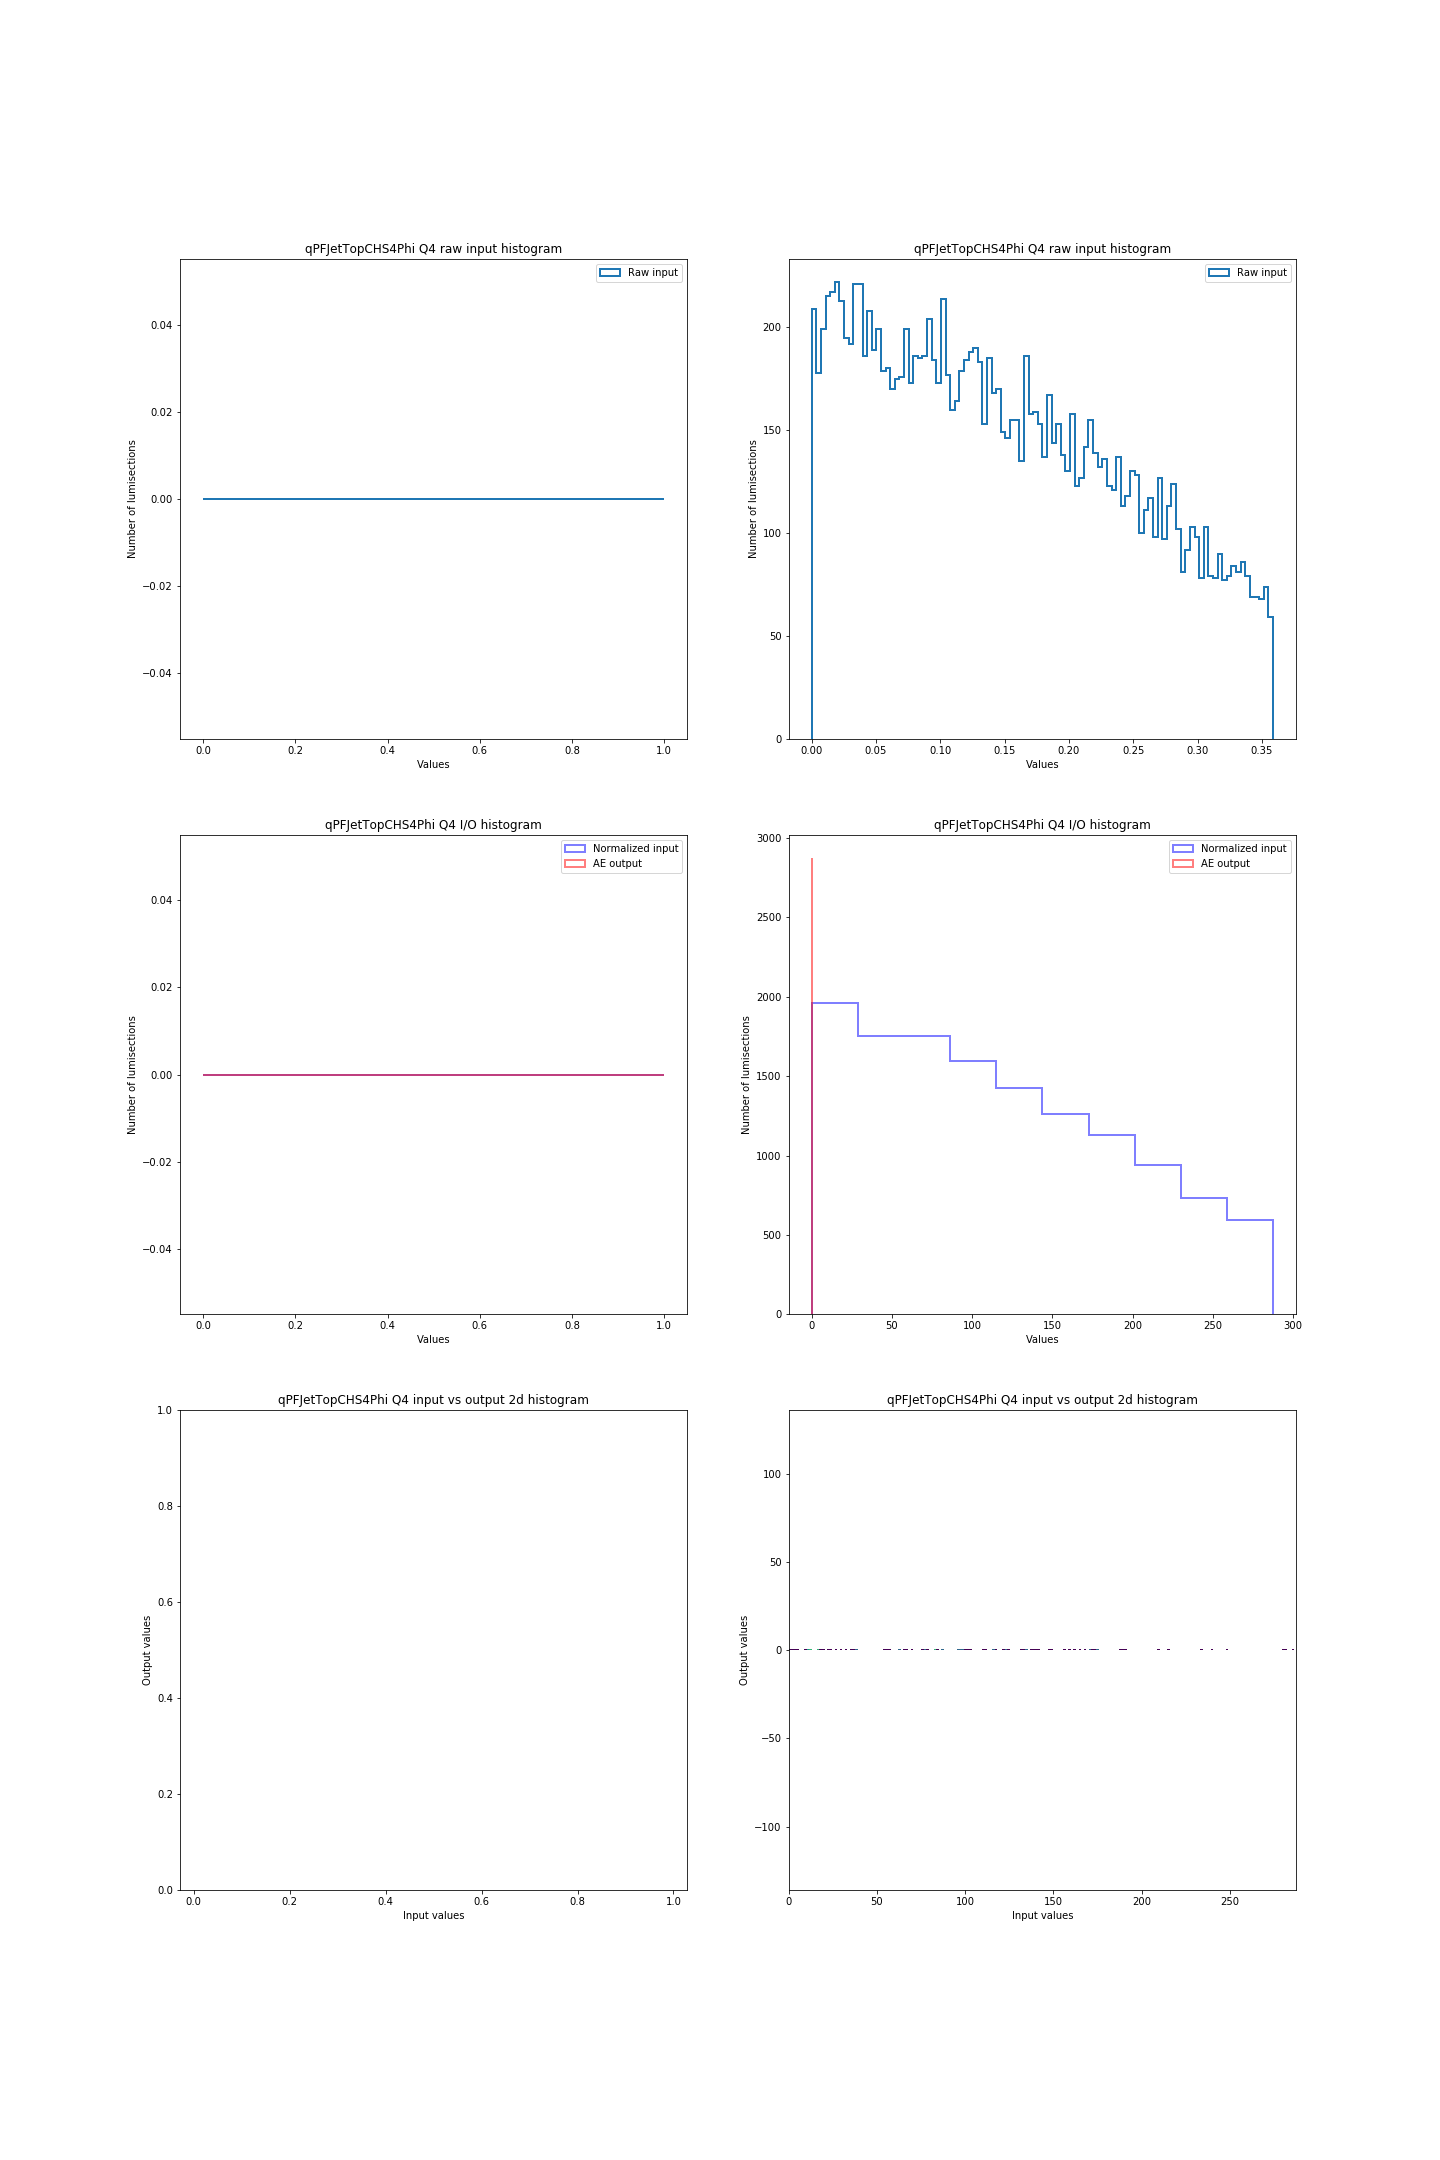 qPFJetTopCHS4Phi Q4 raw input histogram
Raw input
0.04
0.02
0.00
−0.02
−0.04
Number of lumisections
0.0 0.2 0.4 0.6 0.8 1.0
Values
qPFJetTopCHS4Phi Q4 raw input histogram
Raw input
200
150
100
50
0
Number of lumisections
0.00 0.05 0.10 0.15 0.20 0.25 0.30 0.35
Values
qPFJetTopCHS4Phi Q4 I/O histogram
Normalized input
AE output
0.04
0.02
0.00
−0.02
−0.04
Number of lumisections
0.0 0.2 0.4 0.6 0.8 1.0
Values
qPFJetTopCHS4Phi Q4 I/O histogram
Normalized input
AE output
3000
2500
2000
1500
1000
500
0
Number of lumisections
0 50 100 150 200 250 300
Values
qPFJetTopCHS4Phi Q4 input vs output 2d histogram
1.0
0.8
0.6
0.4
0.2
0.0
Output values
0.0 0.2 0.4 0.6 0.8 1.0
Input values
qPFJetTopCHS4Phi Q4 input vs output 2d histogram
100
50
0
−50
−100
Output values
0 50 100 150 200 250
Input values